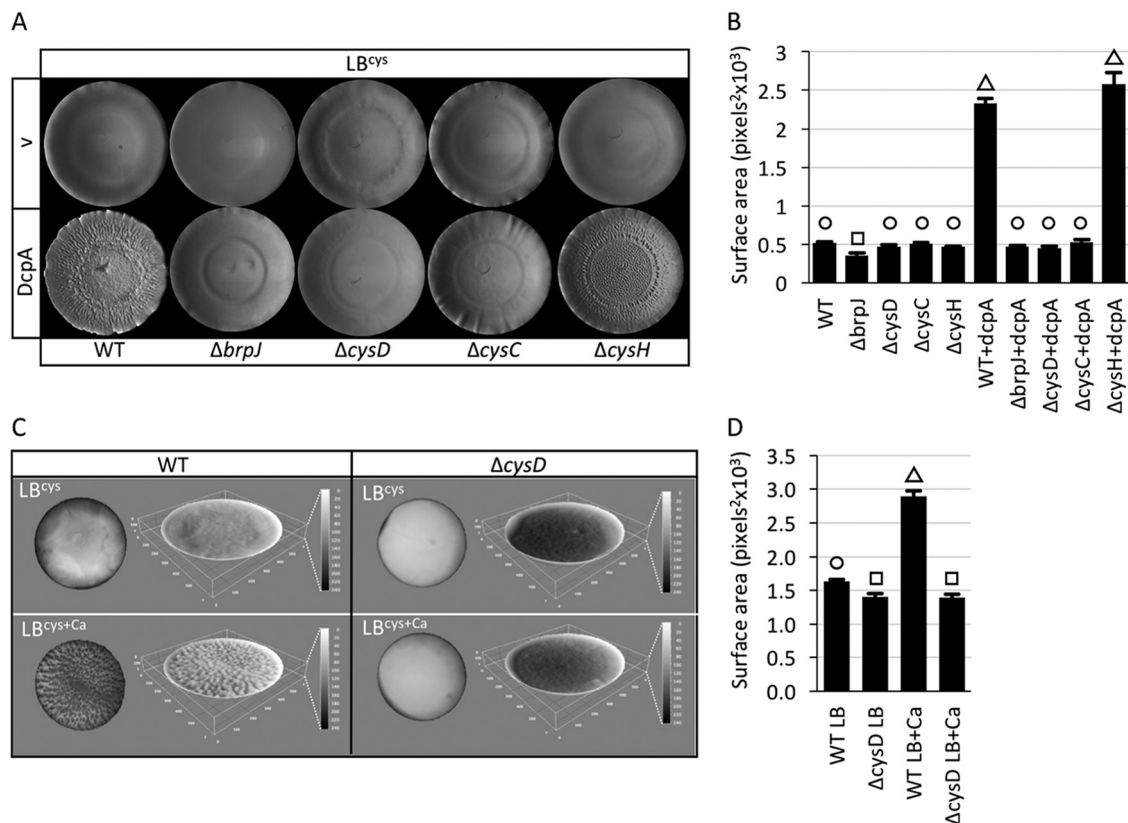 A
LBcys
v
DcpA
WT
ΔbrpJ
ΔcysD
ΔcysC
ΔcysH
B
Surface area (pixels²x10³)
3
2.5
2
1.5
1
0.5
0
WT
ΔbrpJ
ΔcysD
ΔcysC
ΔcysH
WT+dcpA
ΔbrpJ+dcpA
ΔcysD+dcpA
ΔcysC+dcpA
ΔcysH+dcpA
C
WT
ΔcysD
LBcys
LBcys
LBcys+Ca
LBcys+Ca
D
Surface area (pixels²x10³)
3.5
3.0
2.5
2.0
1.5
1.0
0.5
0.0
WT LB
ΔcysD LB
WT LB+Ca
ΔcysD LB+Ca